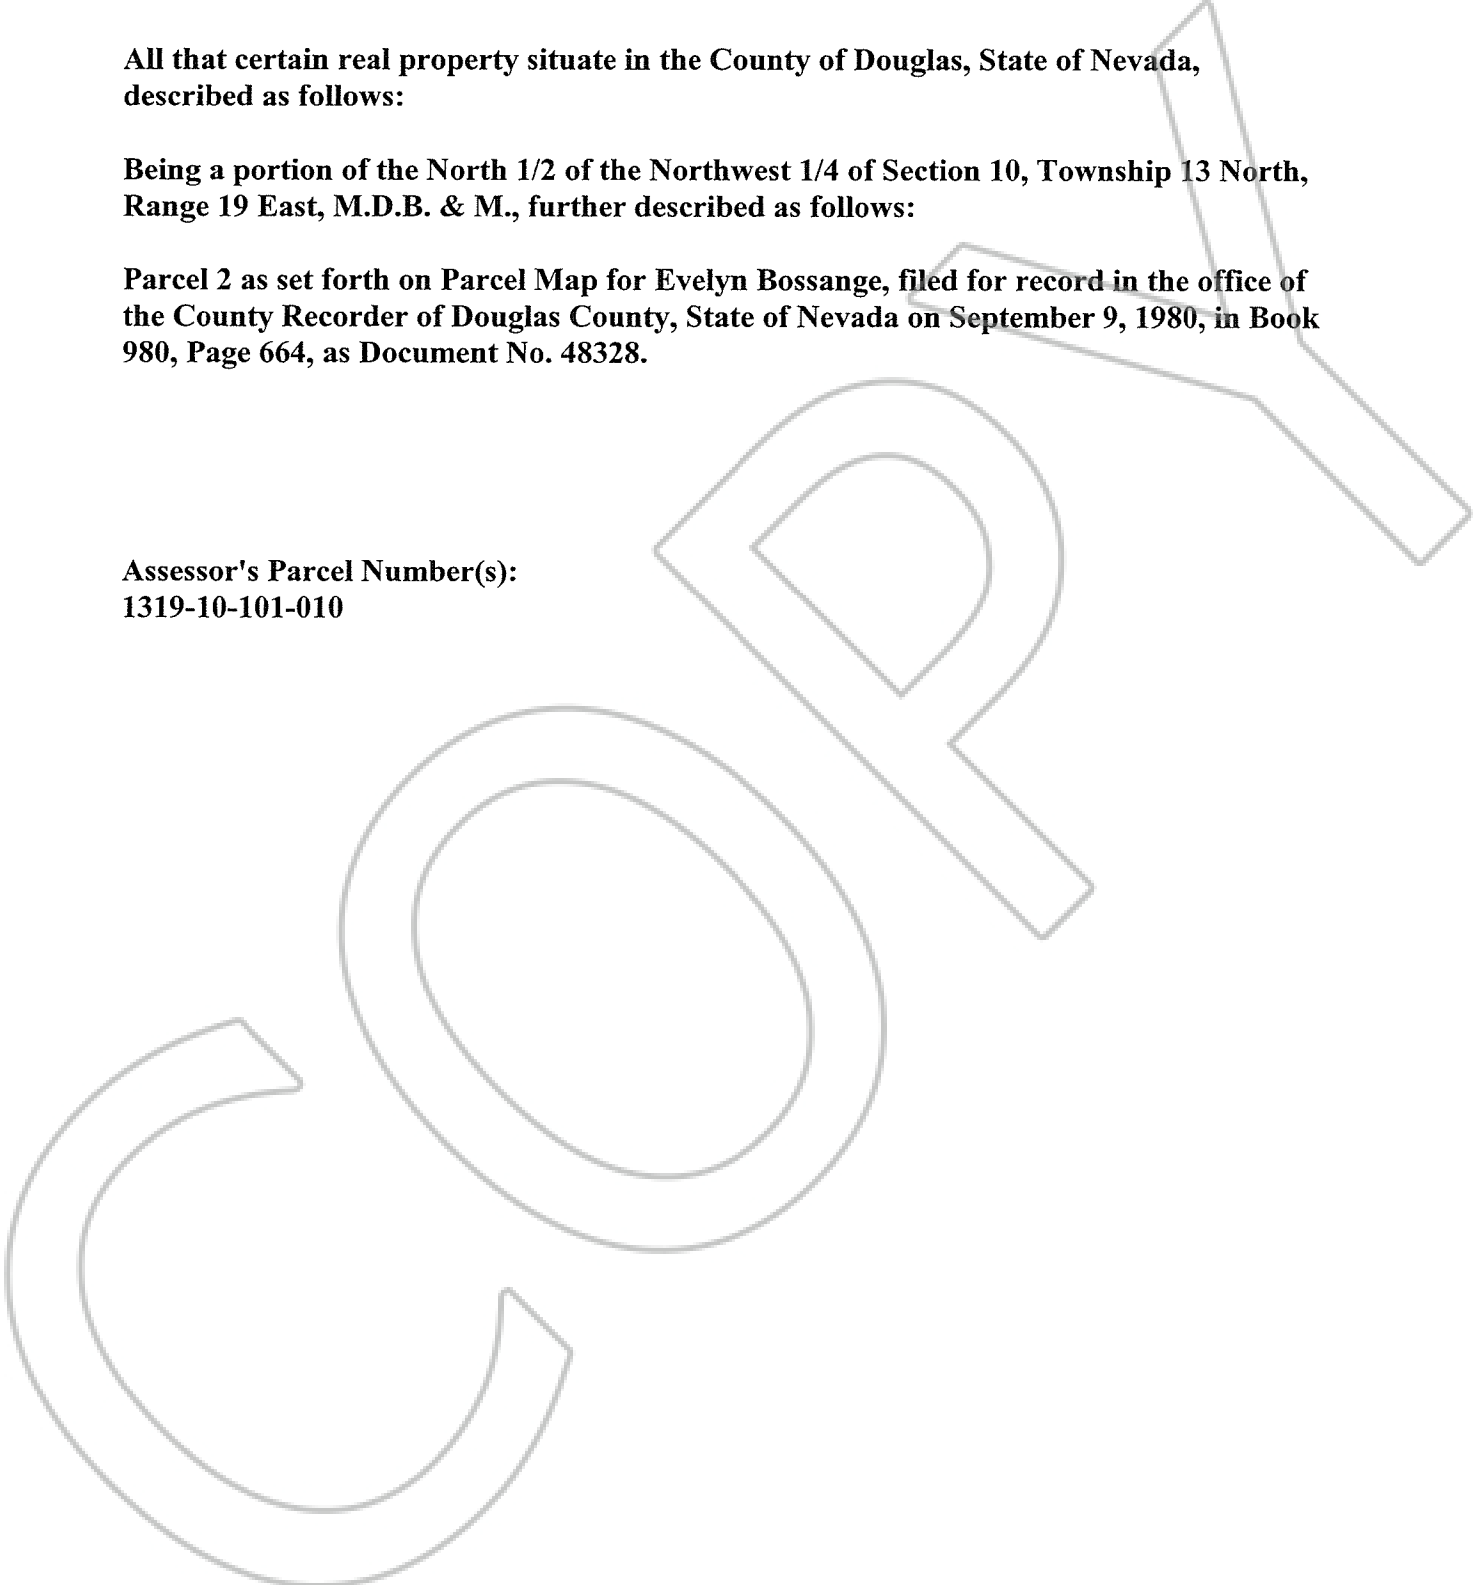 All that certain real property situate in the County of Douglas, State of Nevada,
described as follows:
Being a portion of the North 1/2 of the Northwest 1/4 of Section 10, Township 13 North,
Range 19 East, M.D.B. & M., further described as follows:
Parcel 2 as set forth on Parcel Map for Evelyn Bossange, filed for record in the office of
the County Recorder of Douglas County, State of Nevada on September 9, 1980, in Book
980, Page 664, as Document No. 48328.
Assessor's Parcel Number(s):
1319-10-101-010
COPY